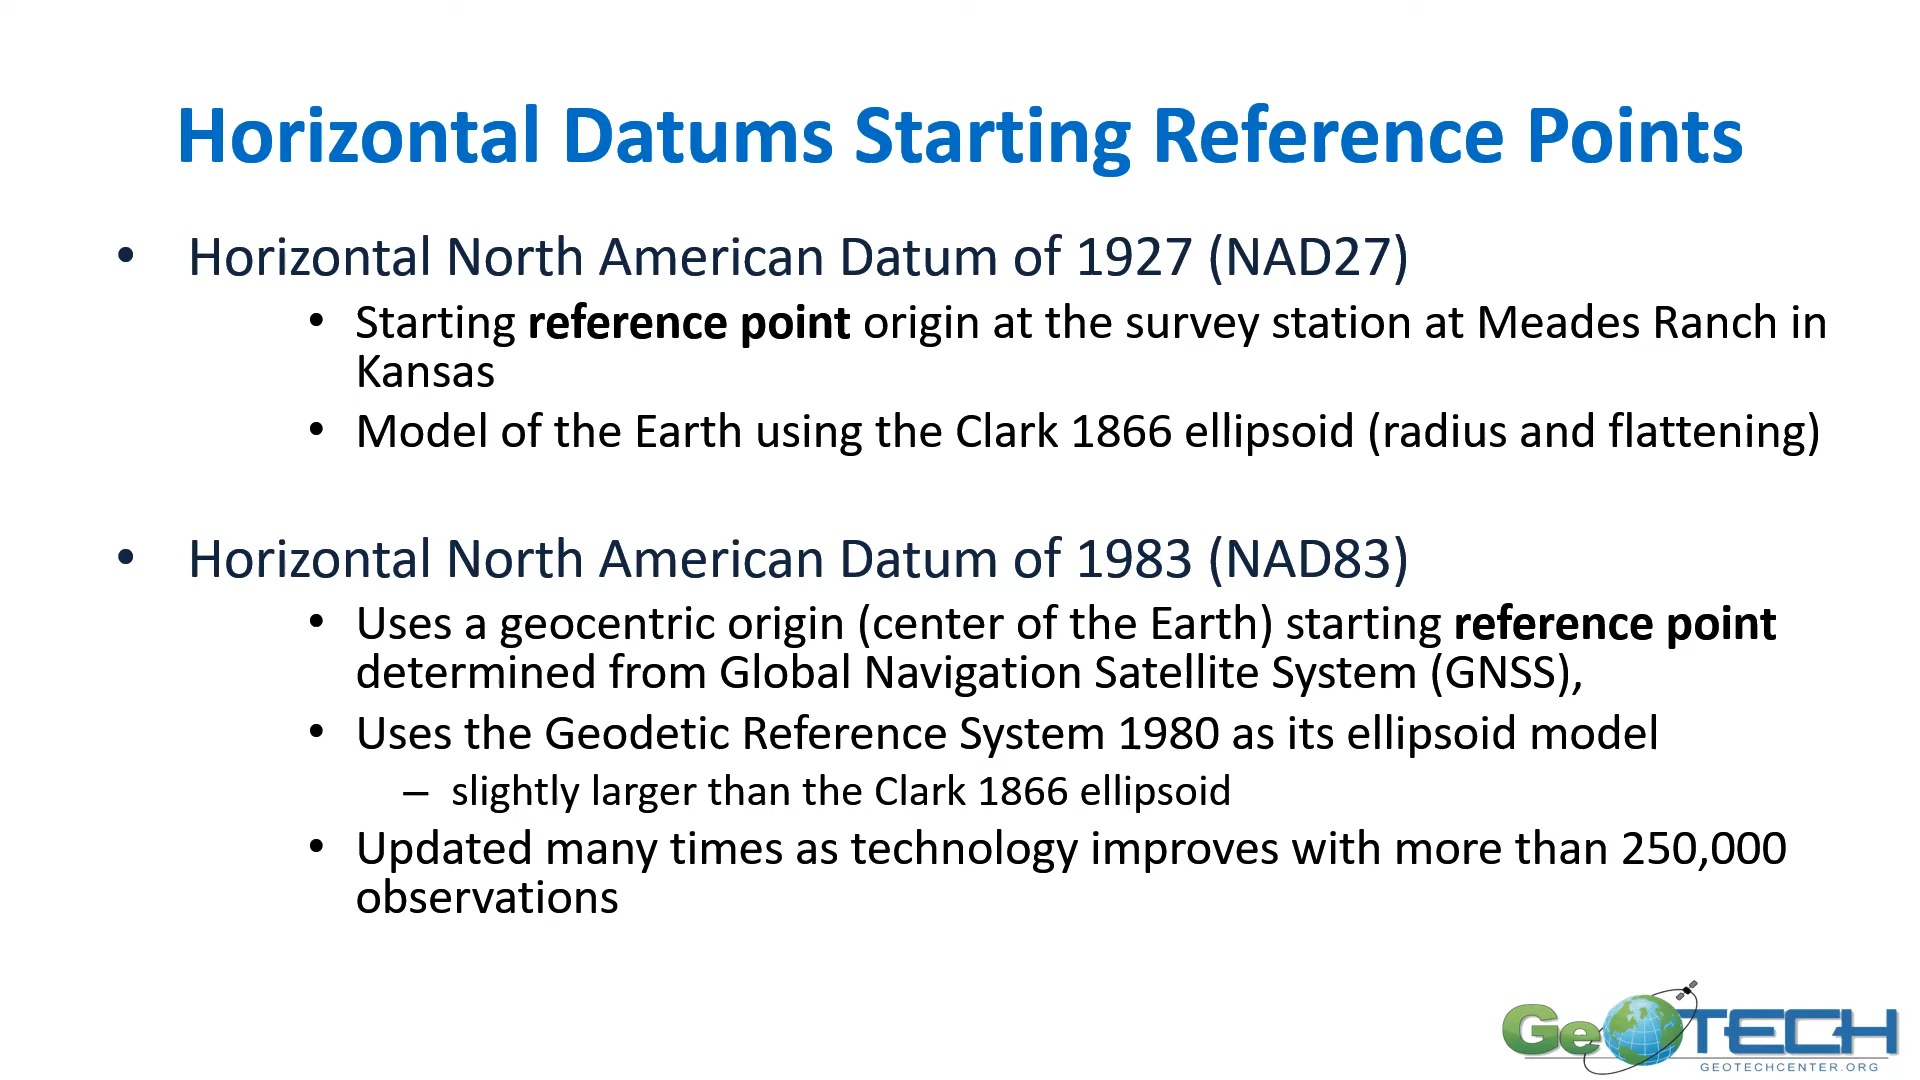 Horizontal Datums Starting Reference Points
• Horizontal North American Datum of 1927 (NAD27)
• Starting reference point origin at the survey station at Meades Ranch in
Kansas
• Model of the Earth using the Clark 1866 ellipsoid (radius and flattening)
• Horizontal North American Datum of 1983 (NAD83)
• Uses a geocentric origin (center of the Earth) starting reference point
determined from Global Navigation Satellite System (GNSS),
• Uses the Geodetic Reference System 1980 as its ellipsoid model
– slightly larger than the Clark 1866 ellipsoid
• Updated many times as technology improves with more than 250,000
observations
GeoTECH
GEOTECHCENTER.ORG